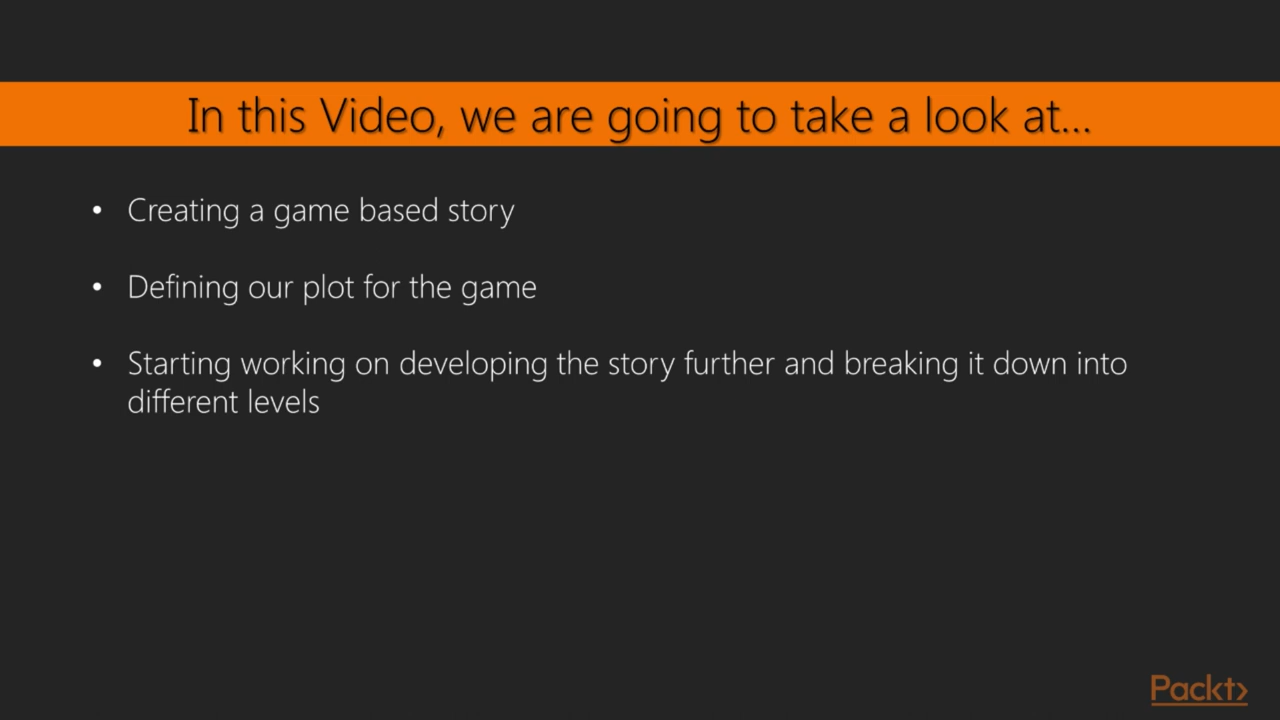 In this Video, we are going to take a look at...
• Creating a game based story
• Defining our plot for the game
• Starting working on developing the story further and breaking it down into
different levels
Packt>